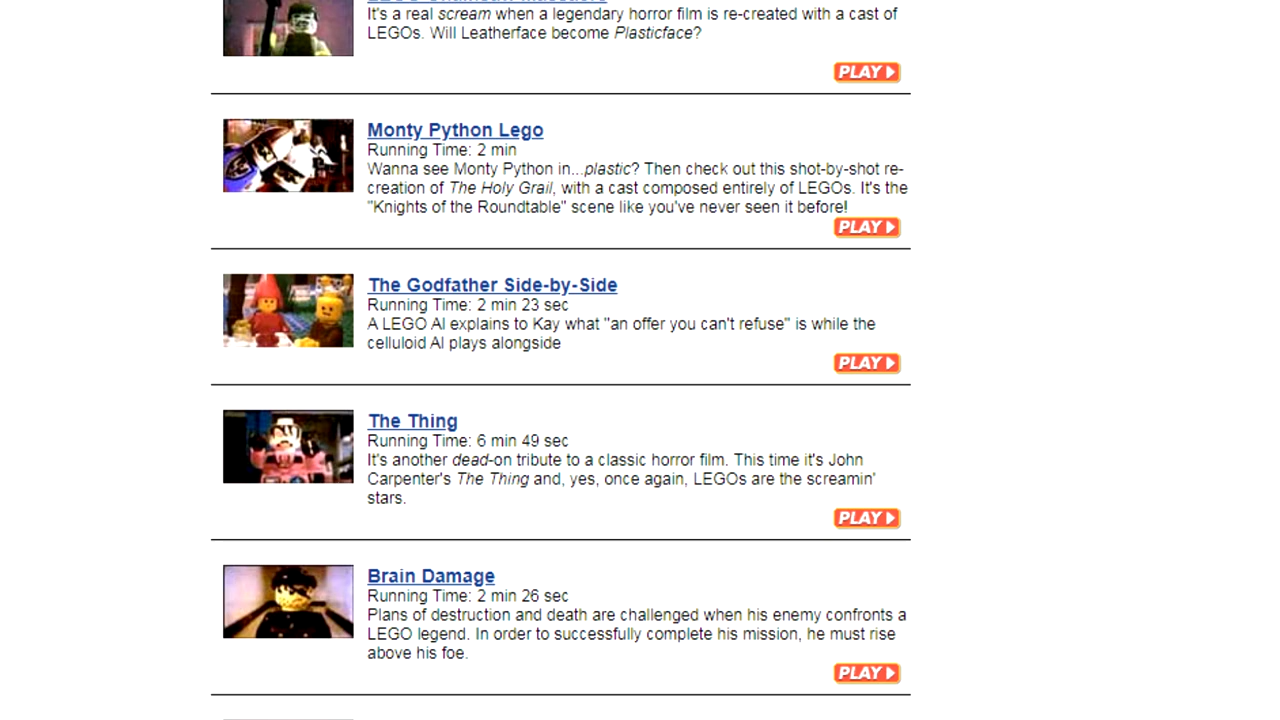 It's a real scream when a legendary horror film is re-created with a cast of
LEGOs. Will Leatherface become Plasticface?
PLAY
Monty Python Lego
Running Time: 2 min
Wanna see Monty Python in...plastic? Then check out this shot-by-shot re-
creation of The Holy Grail, with a cast composed entirely of LEGOs. It's the
"Knights of the Roundtable" scene like you've never seen it before!
PLAY
The Godfather Side-by-Side
Running Time: 2 min 23 sec
A LEGO Al explains to Kay what "an offer you can't refuse" is while the
celluloid Al plays alongside
PLAY
The Thing
Running Time: 6 min 49 sec
It's another dead-on tribute to a classic horror film. This time it's John
Carpenter's The Thing and, yes, once again, LEGOs are the screamin'
stars.
PLAY
Brain Damage
Running Time: 2 min 26 sec
Plans of destruction and death are challenged when his enemy confronts a
LEGO legend. In order to successfully complete his mission, he must rise
above his foe.
PLAY